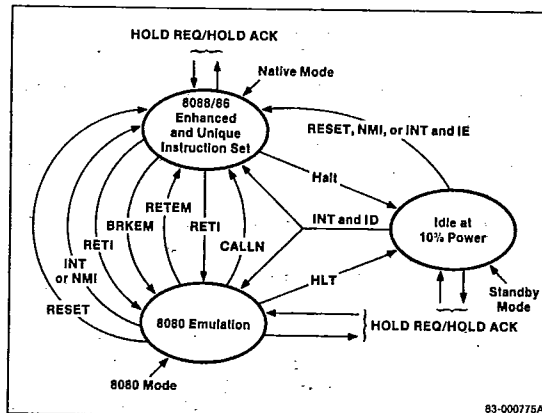 HOLD REQ/HOLD ACK
Native Mode
8088/86
Enhanced
and Unique
Instruction Set
RESET, NMI, or INT and IE
Halt
RETEM
BRKEM
RETI
RETI
CALLN
INT and ID
Idle at
10% Power
INT
or NMI
RESET
HLT
Standby
Mode
8080 Emulation
HOLD REQ/HOLD ACK
8080 Mode
83-000775A